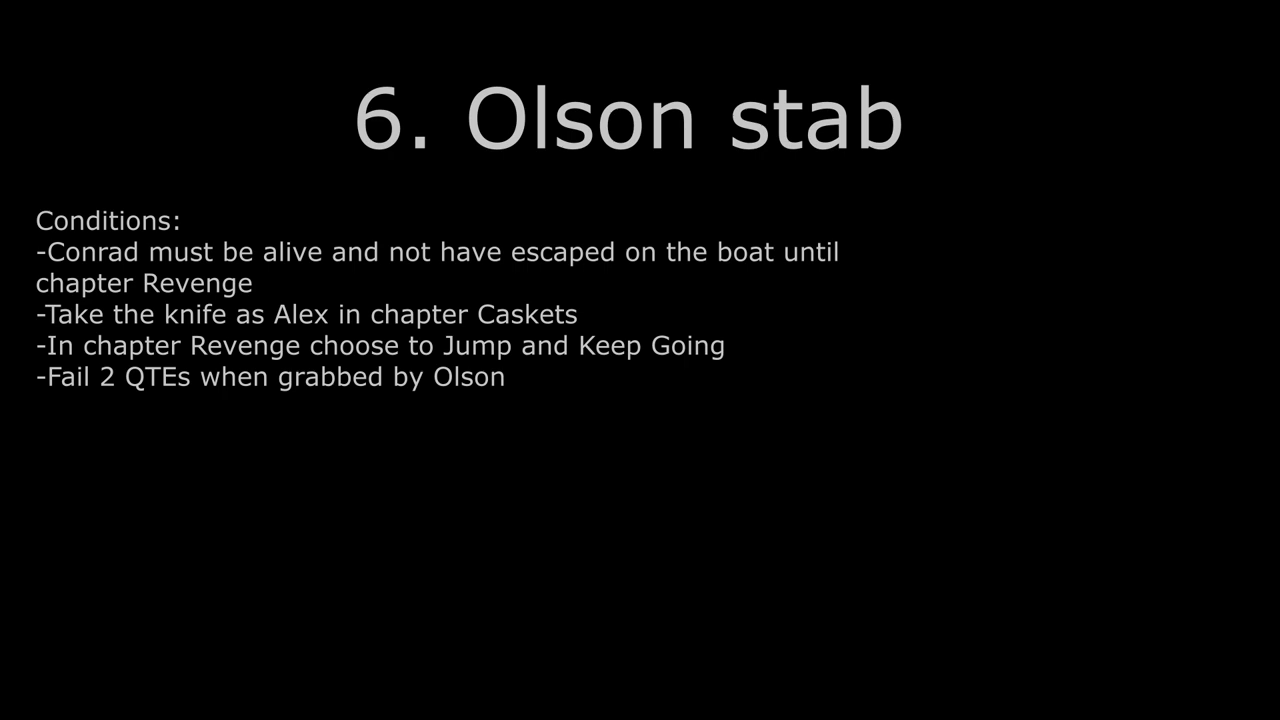 6. Olson stab
Conditions:
-Conrad must be alive and not have escaped on the boat until
chapter Revenge
-Take the knife as Alex in chapter Caskets
-In chapter Revenge choose to Jump and Keep Going
-Fail 2 QTEs when grabbed by Olson